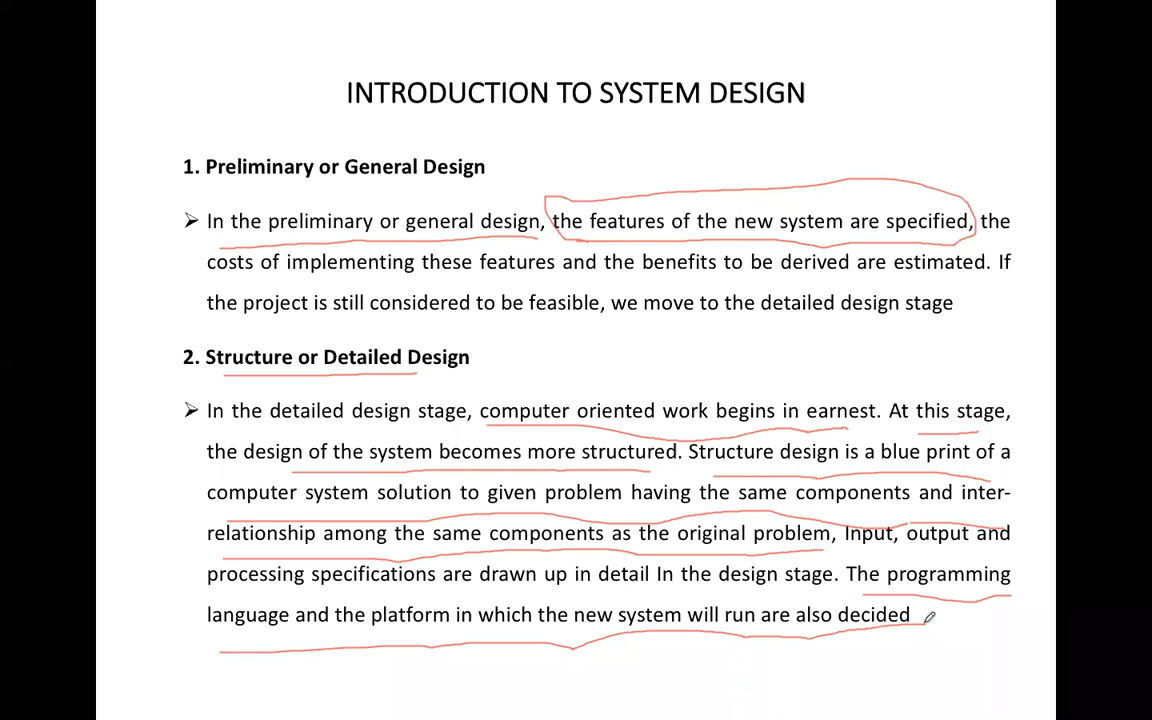 INTRODUCTION TO SYSTEM DESIGN
1. Preliminary or General Design
➢ In the preliminary or general design, the features of the new system are specified, the
costs of implementing these features and the benefits to be derived are estimated. If
the project is still considered to be feasible, we move to the detailed design stage
2. Structure or Detailed Design
➢ In the detailed design stage, computer oriented work begins in earnest. At this stage,
the design of the system becomes more structured. Structure design is a blue print of a
computer system solution to given problem having the same components and inter-
relationship among the same components as the original problem, Input, output and
processing specifications are drawn up in detail In the design stage. The programming
language and the platform in which the new system will run are also decided